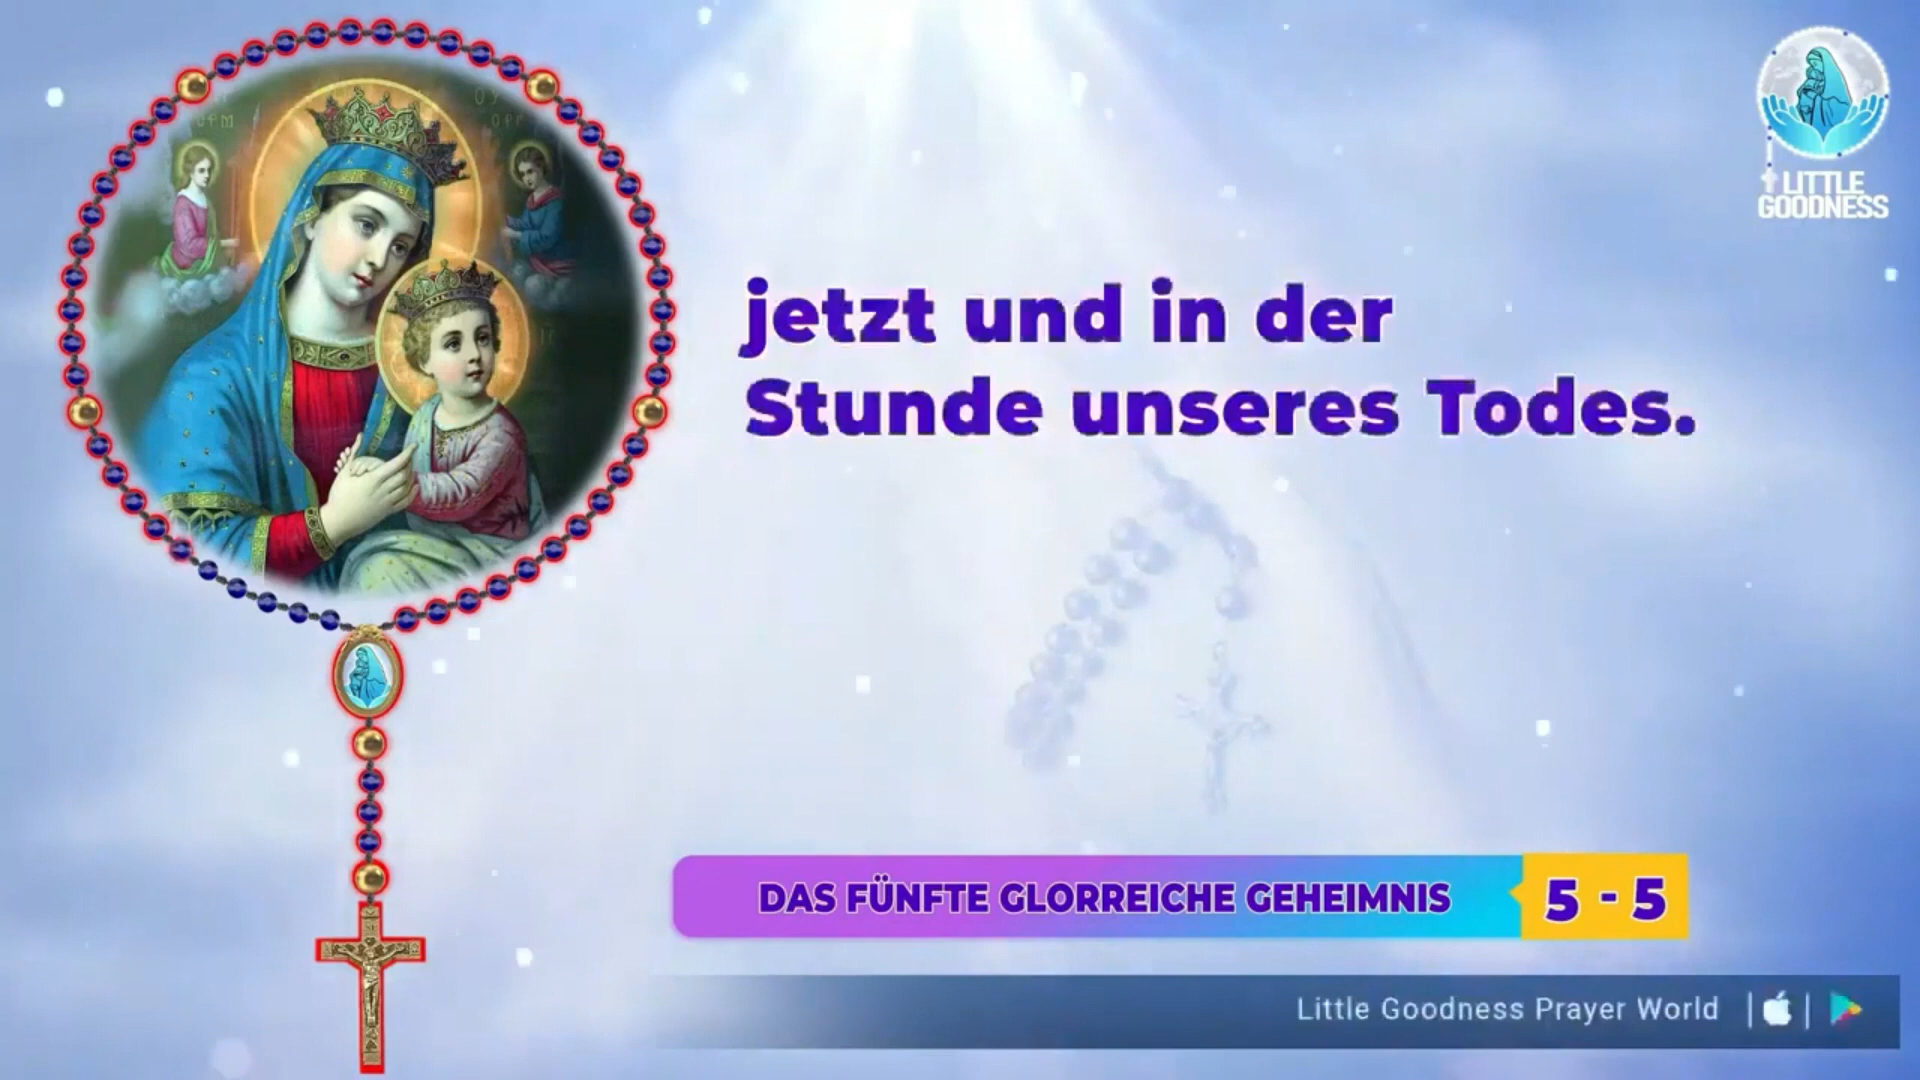 LITTLE
GOODNESS
jetzt und in der
Stunde unseres Todes.
DAS FÜNFTE GLORREICHE GEHEIMNIS 5 - 5
Little Goodness Prayer World